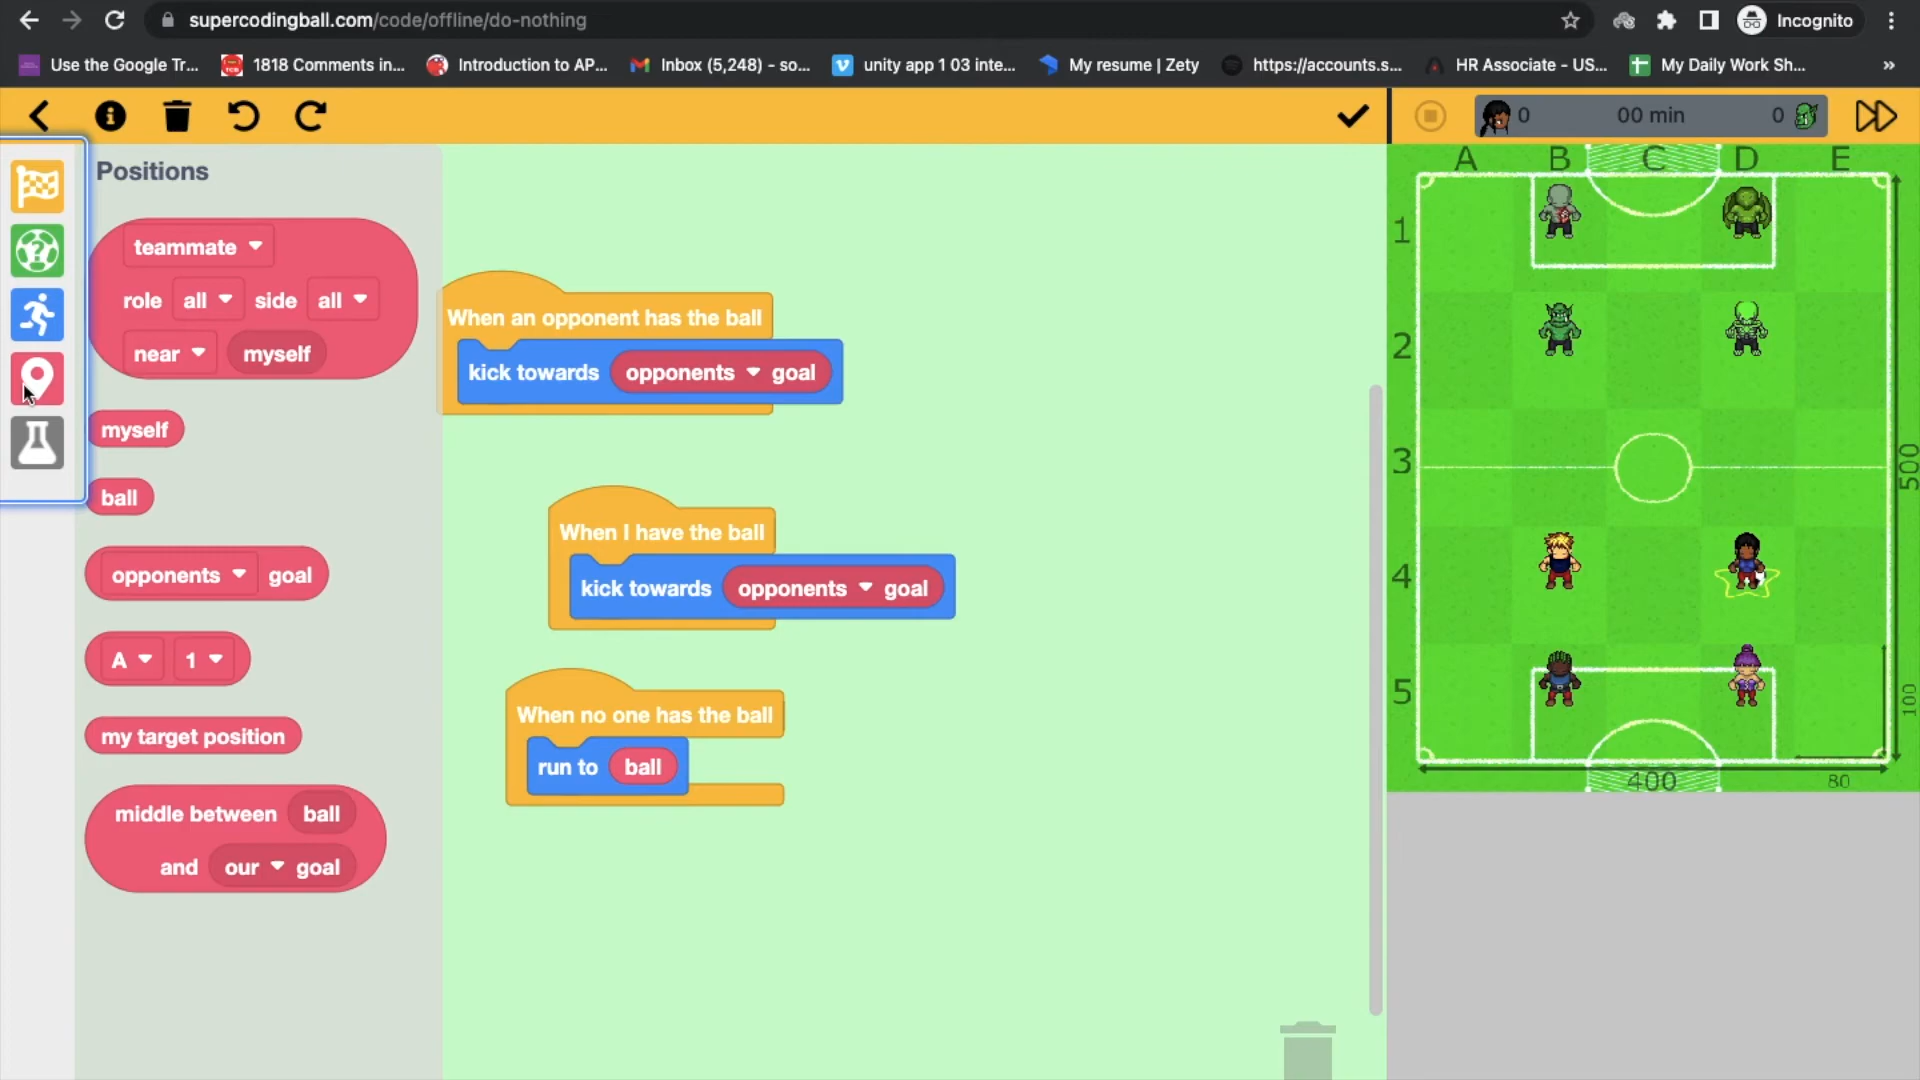 supercodingball.com/code/offline/do-nothing
Incognito
Use the Google Tr...
1818 Comments in...
Introduction to AP...
Inbox (5,248) – so...
unity app 1 03 inte...
My resume | Zety
https://accounts.s...
HR Associate - US...
My Daily Work Sh...
»
0
00 min
0
Positions
teammate
role all side all
near myself
myself
ball
opponents goal
A 1
my target position
middle between ball
and our goal
When an opponent has the ball
kick towards opponents goal
When I have the ball
kick towards opponents goal
When no one has the ball
run to ball
A B C D E
1
2
3
4
5
500
100
400
80